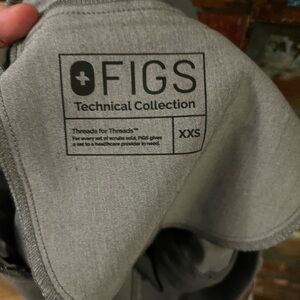 FIGS
Technical Collection
Threads for Threads™
For every set of scrubs sold, FIGS gives
a set to a healthcare provider in need.
XXS